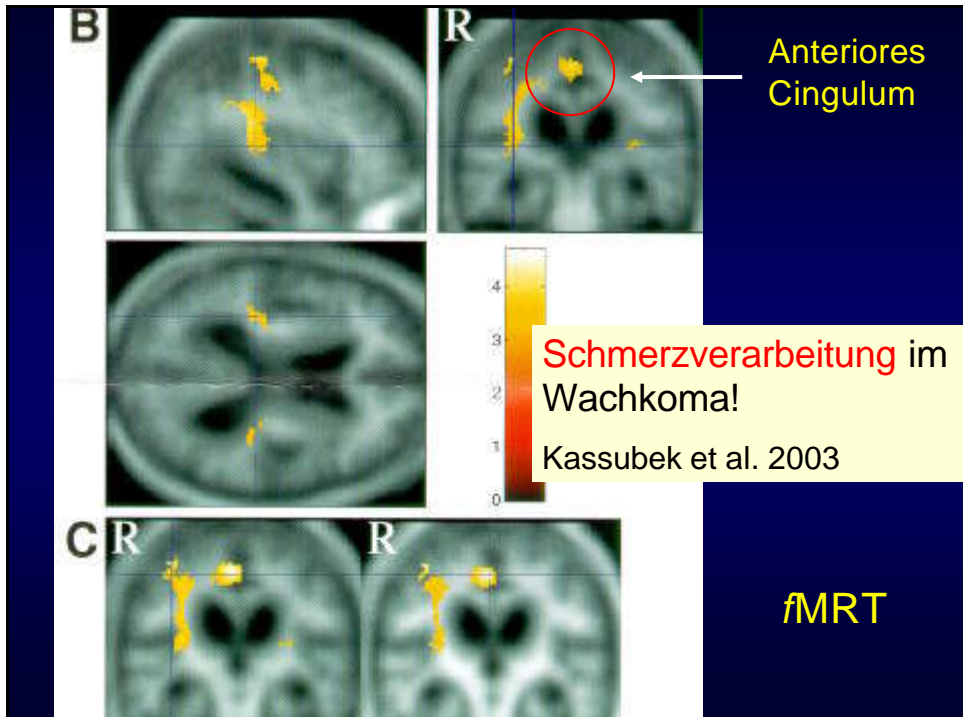 B
R
Anteriores
Cingulum
4
3
2
1
0
Schmerzverarbeitung im
Wachkoma!
Kassubek et al. 2003
C R
R
fMRT